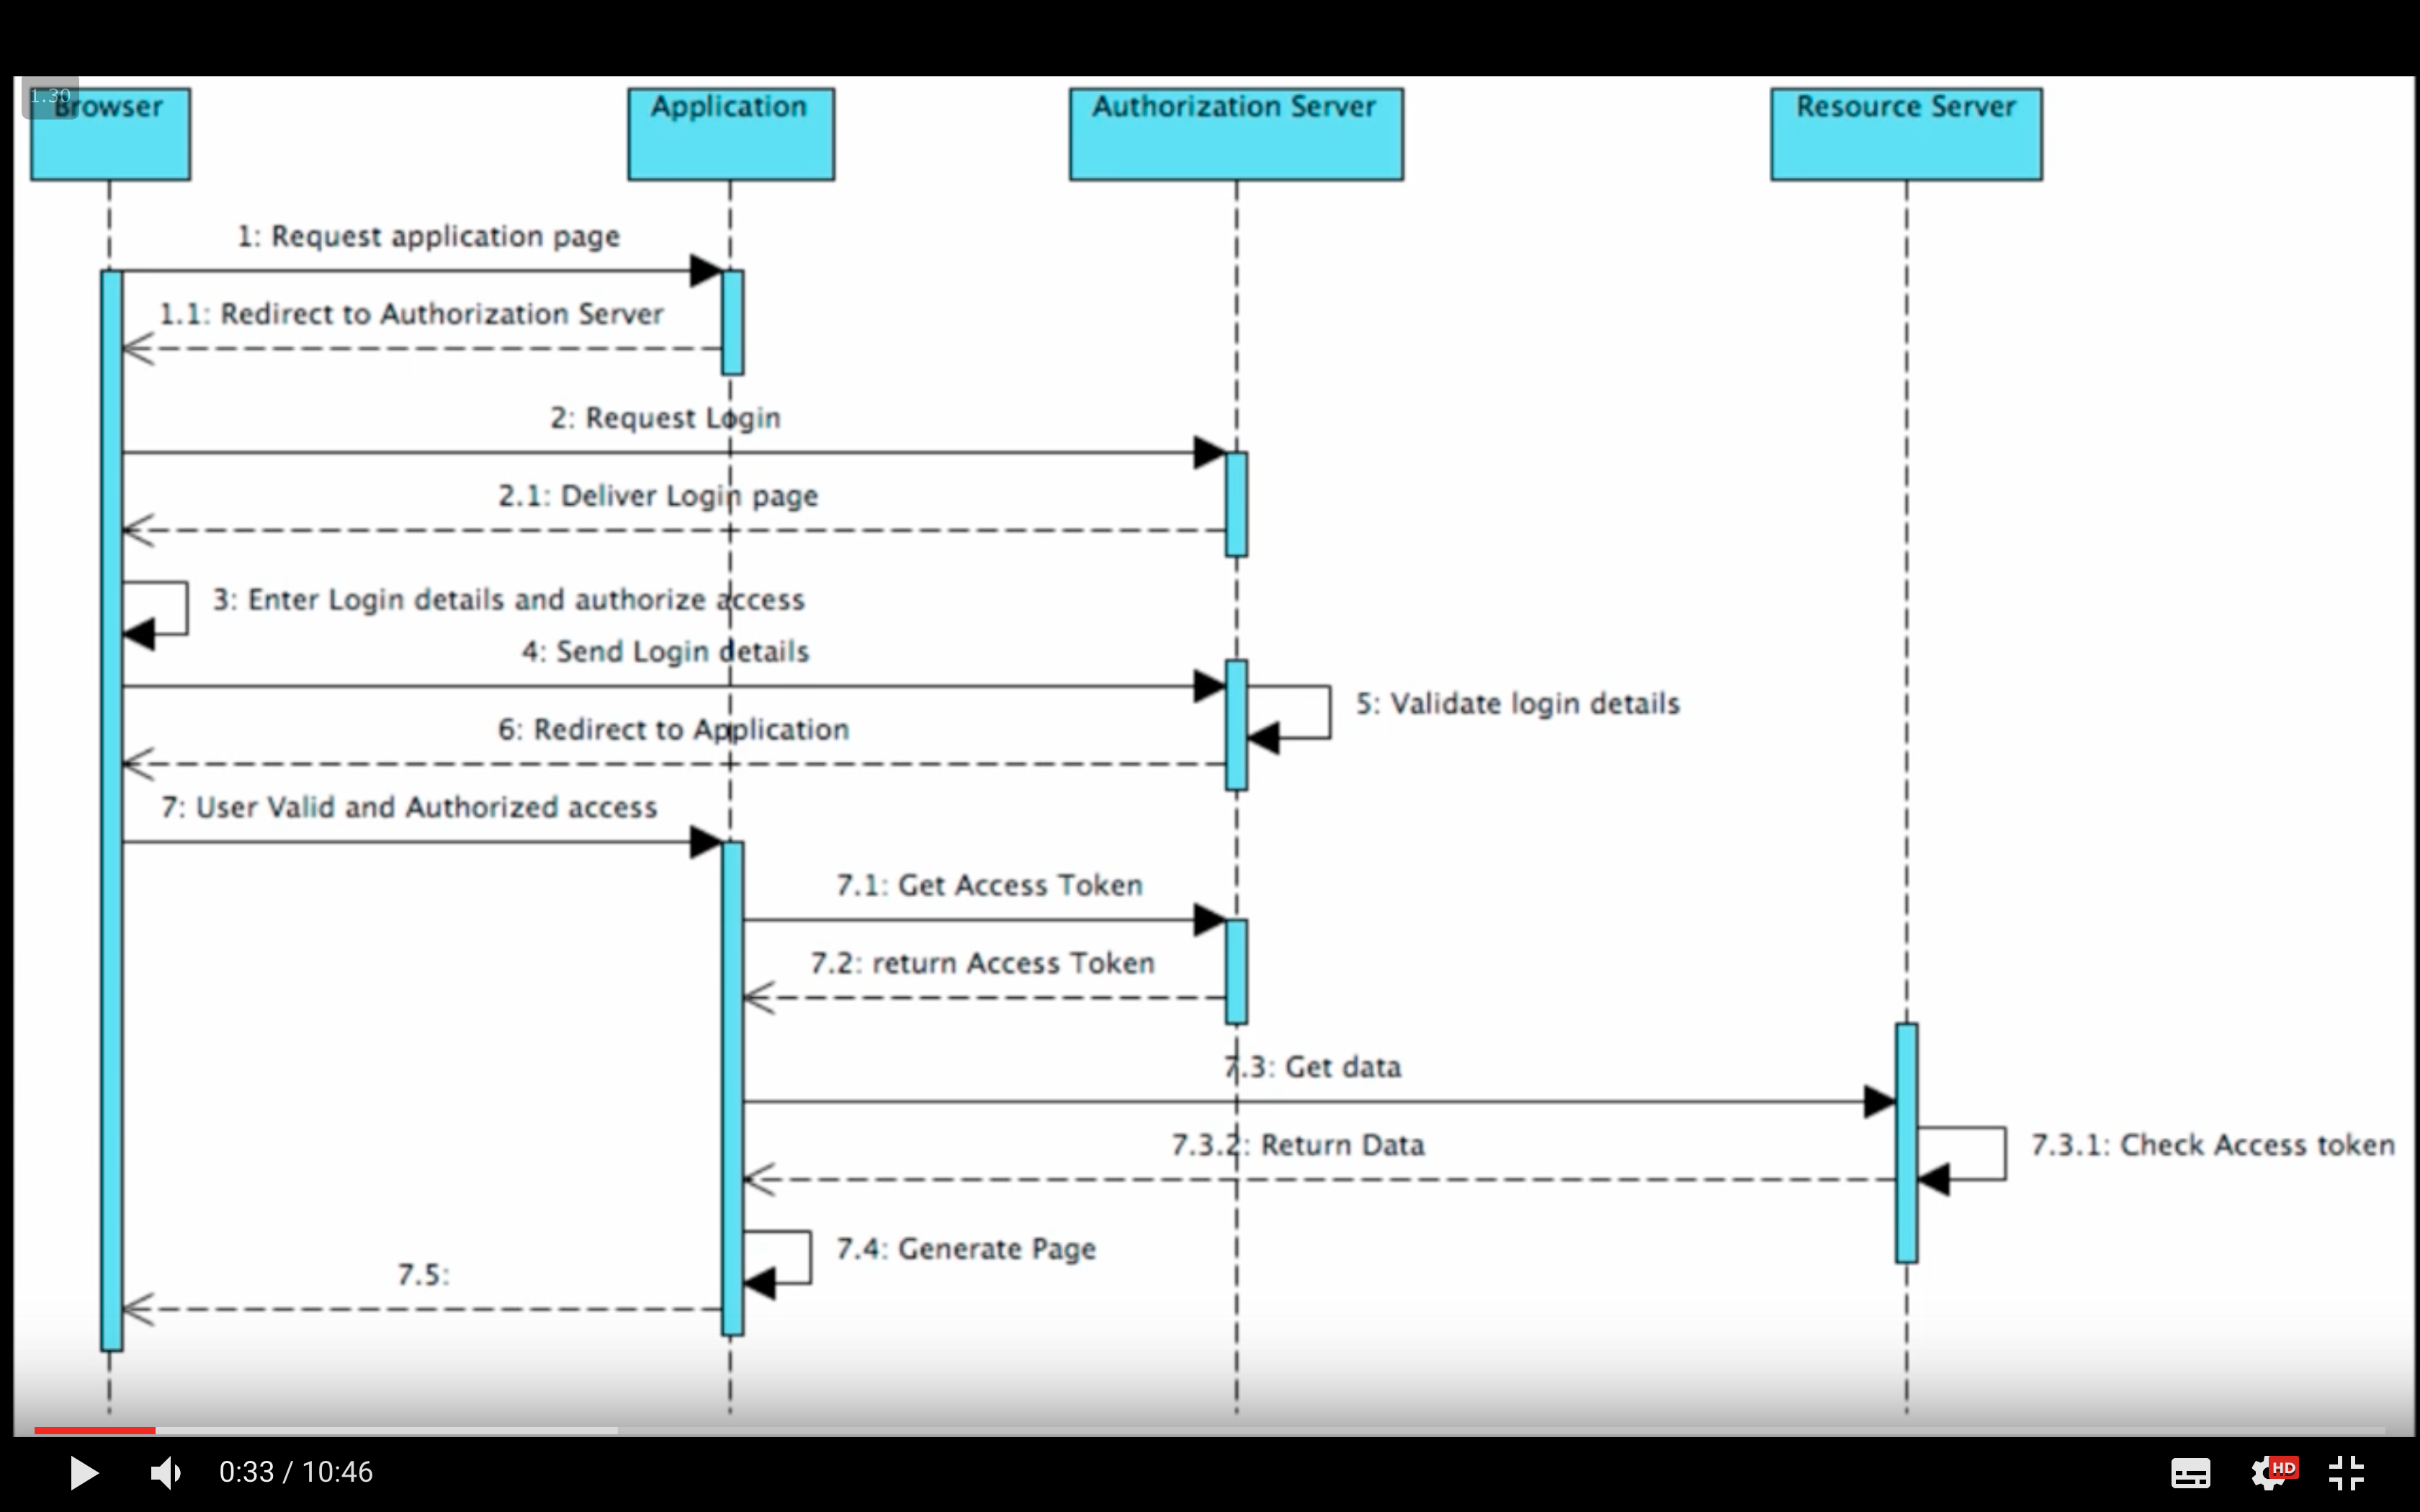 1.30
Browser
Application
Authorization Server
Resource Server
1: Request application page
1.1: Redirect to Authorization Server
2: Request Login
2.1: Deliver Login page
3: Enter Login details and authorize access
4: Send Login details
5: Validate login details
6: Redirect to Application
7: User Valid and Authorized access
7.1: Get Access Token
7.2: return Access Token
7.3: Get data
7.3.2: Return Data
7.3.1: Check Access token
7.4: Generate Page
7.5:
0:33 / 10:46
HD